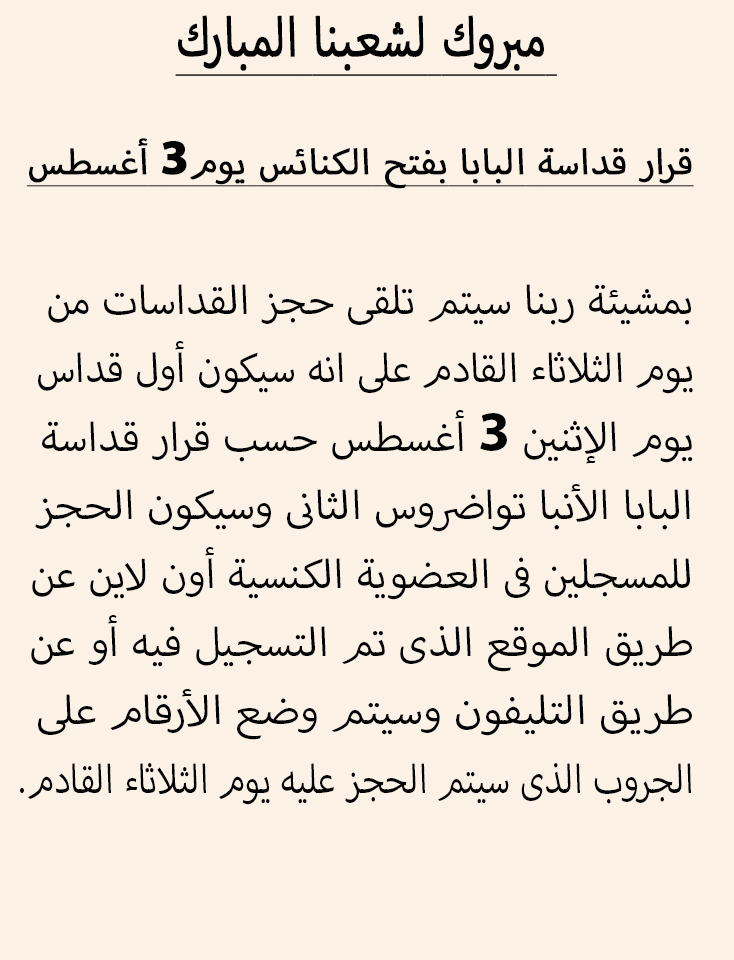 مبروك لشعبنا المبارك
قرار قداسة البابا بفتح الكنائس يوم3 أغسطس
بمشيئة ربنا سيتم تلقى حجز القداسات من
يوم الثلاثاء القادم على انه سيكون أول قداس
يوم الإثنين 3 أغسطس حسب قرار قداسة
البابا الأنبا تواضروس الثانى وسيكون الحجز
للمسجلين فى العضوية الكنسية أون لاين عن
طريق الموقع الذى تم التسجيل فيه أو عن
طريق التليفون وسيتم وضع الأرقام على
الجروب الذى سيتم الحجز عليه يوم الثلاثاء القادم.